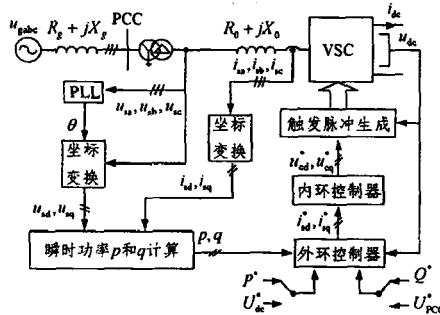 u_gabc
R_g + jX_g
PCC
R_0 + jX_0
i_sa, i_sb, i_sc
VSC
i_dc
u_dc
PLL
u_sa, u_sb, u_sc
θ
坐标变换
坐标变换
触发脉冲生成
u*_cd, u*_cq
内环控制器
i_sd, i_sq
i*_sd, i*_sq
u_sd, u_sq
瞬时功率p和q计算
p, q
外环控制器
p*
Q*
U*_dc
U*_PCC